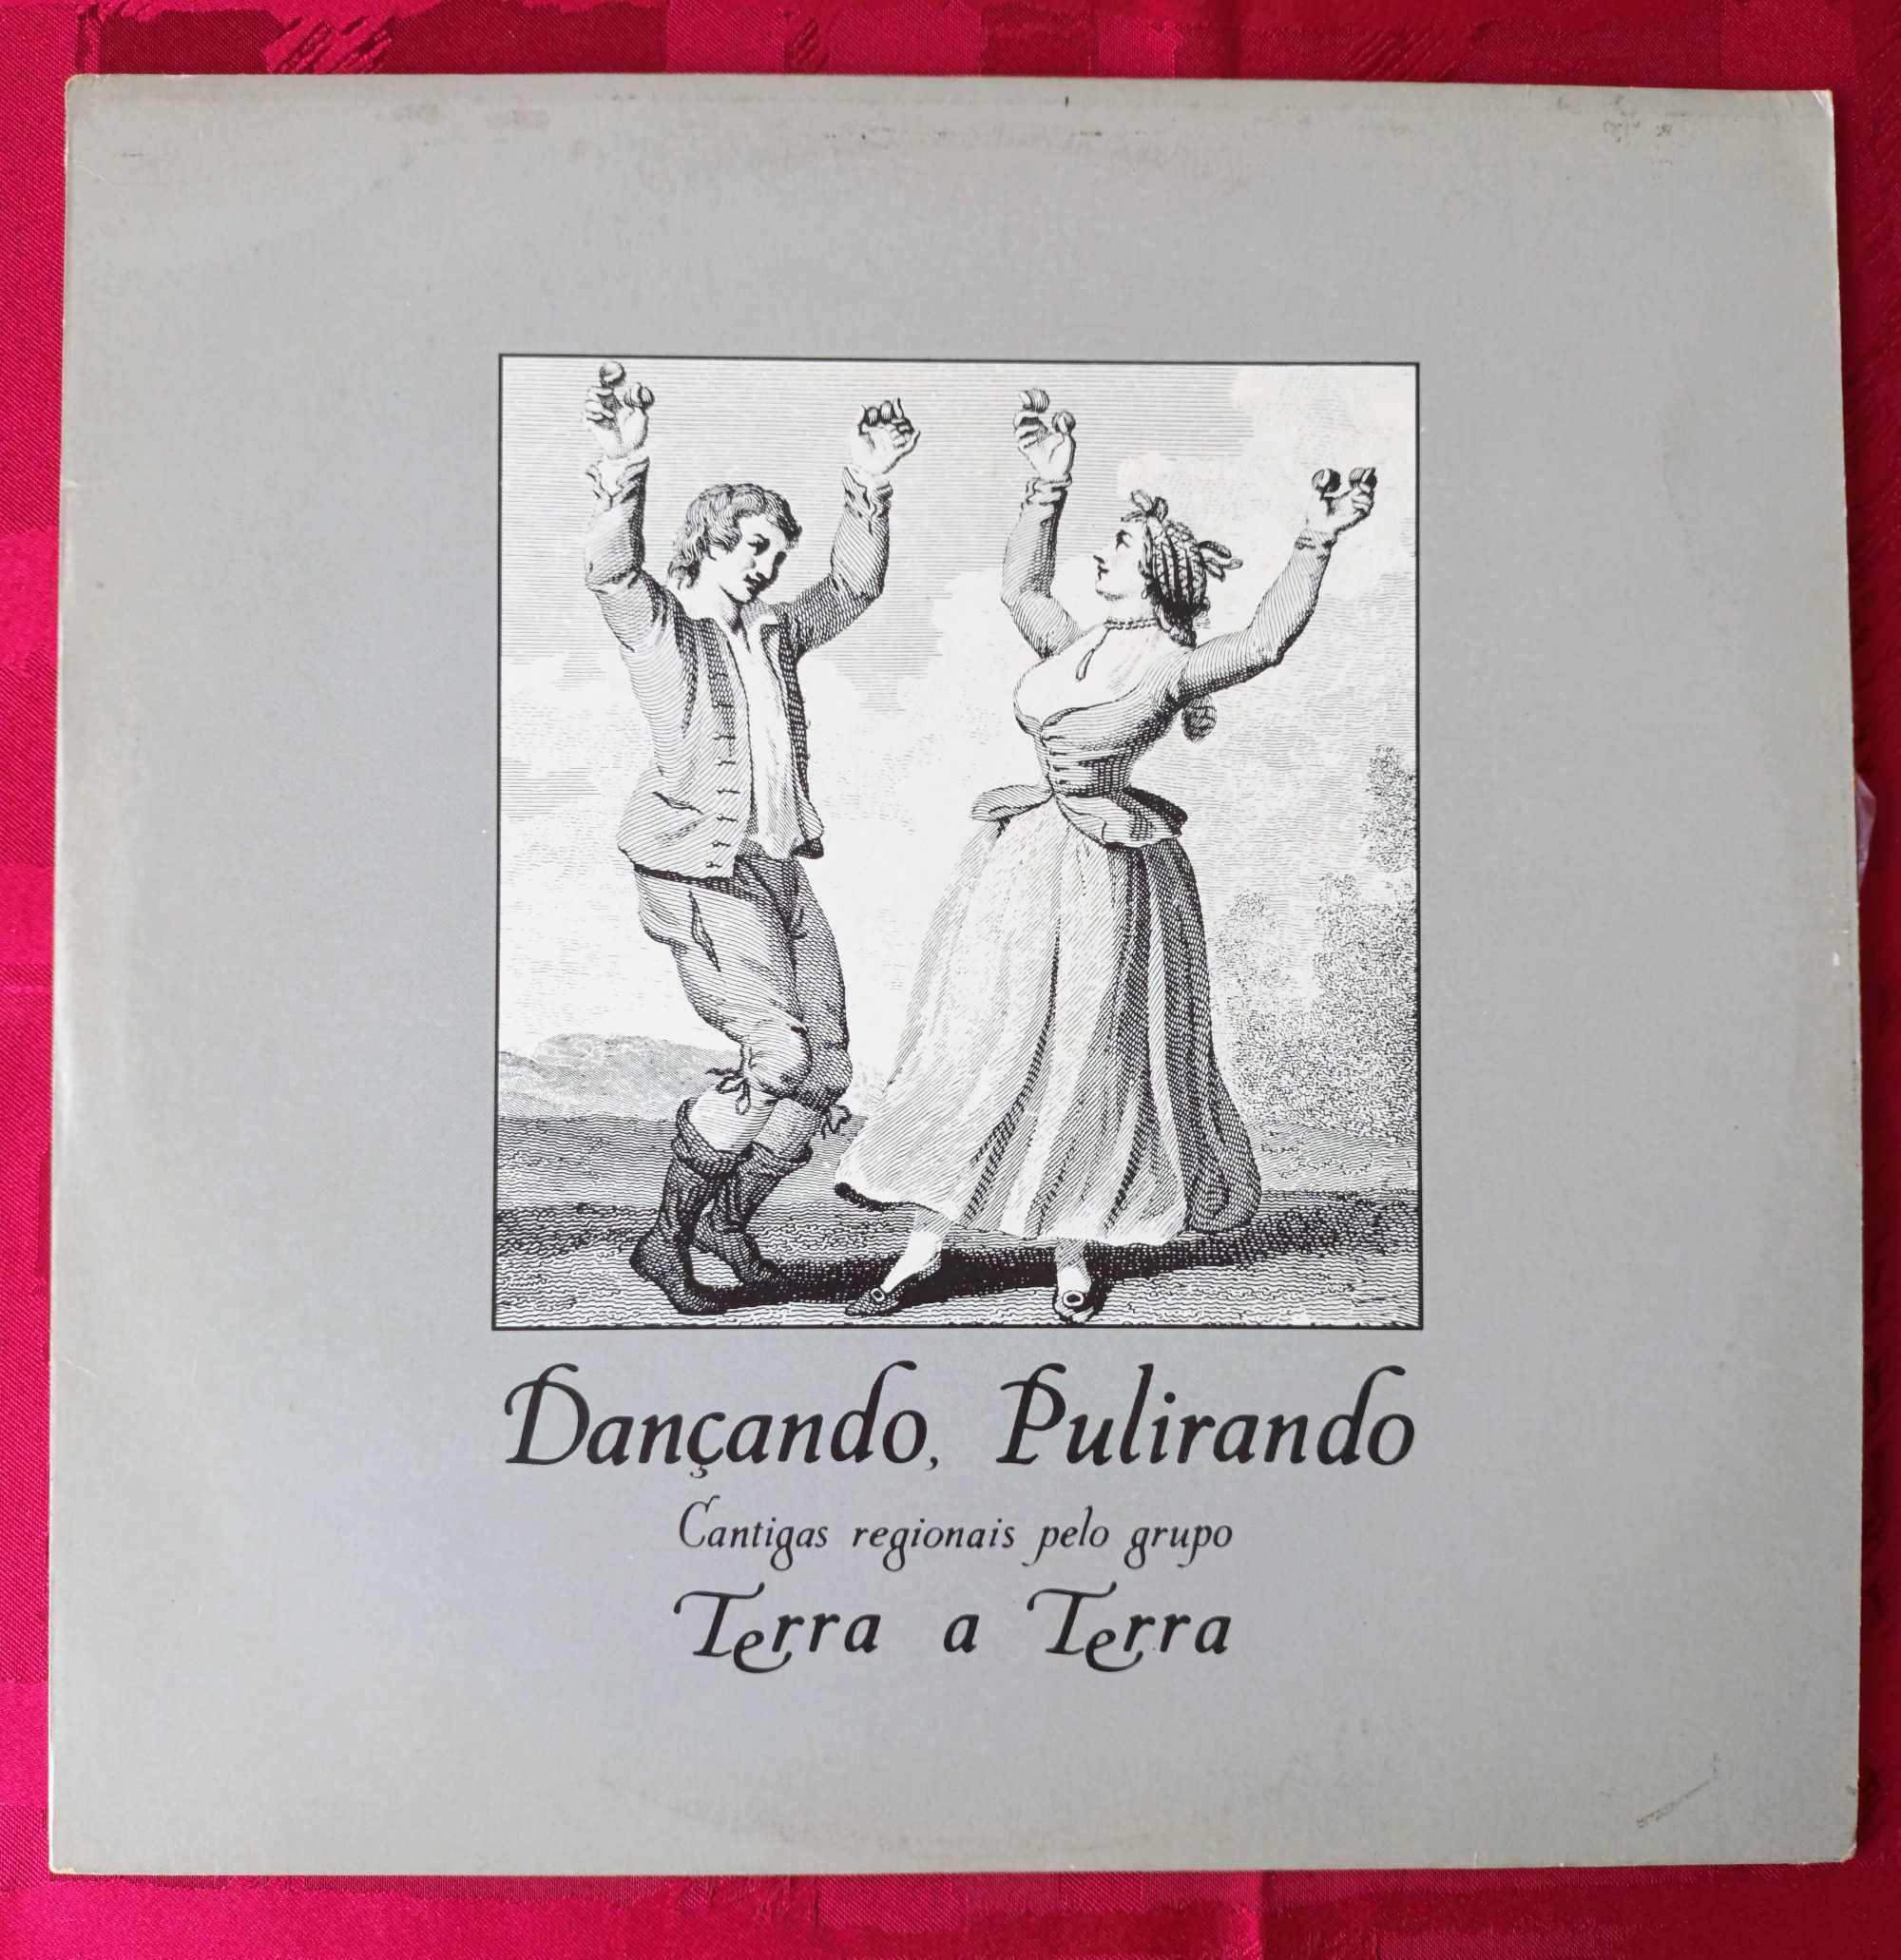 Dançando, Pulirando
Cantigas regionais pelo grupo
Terra a Terra